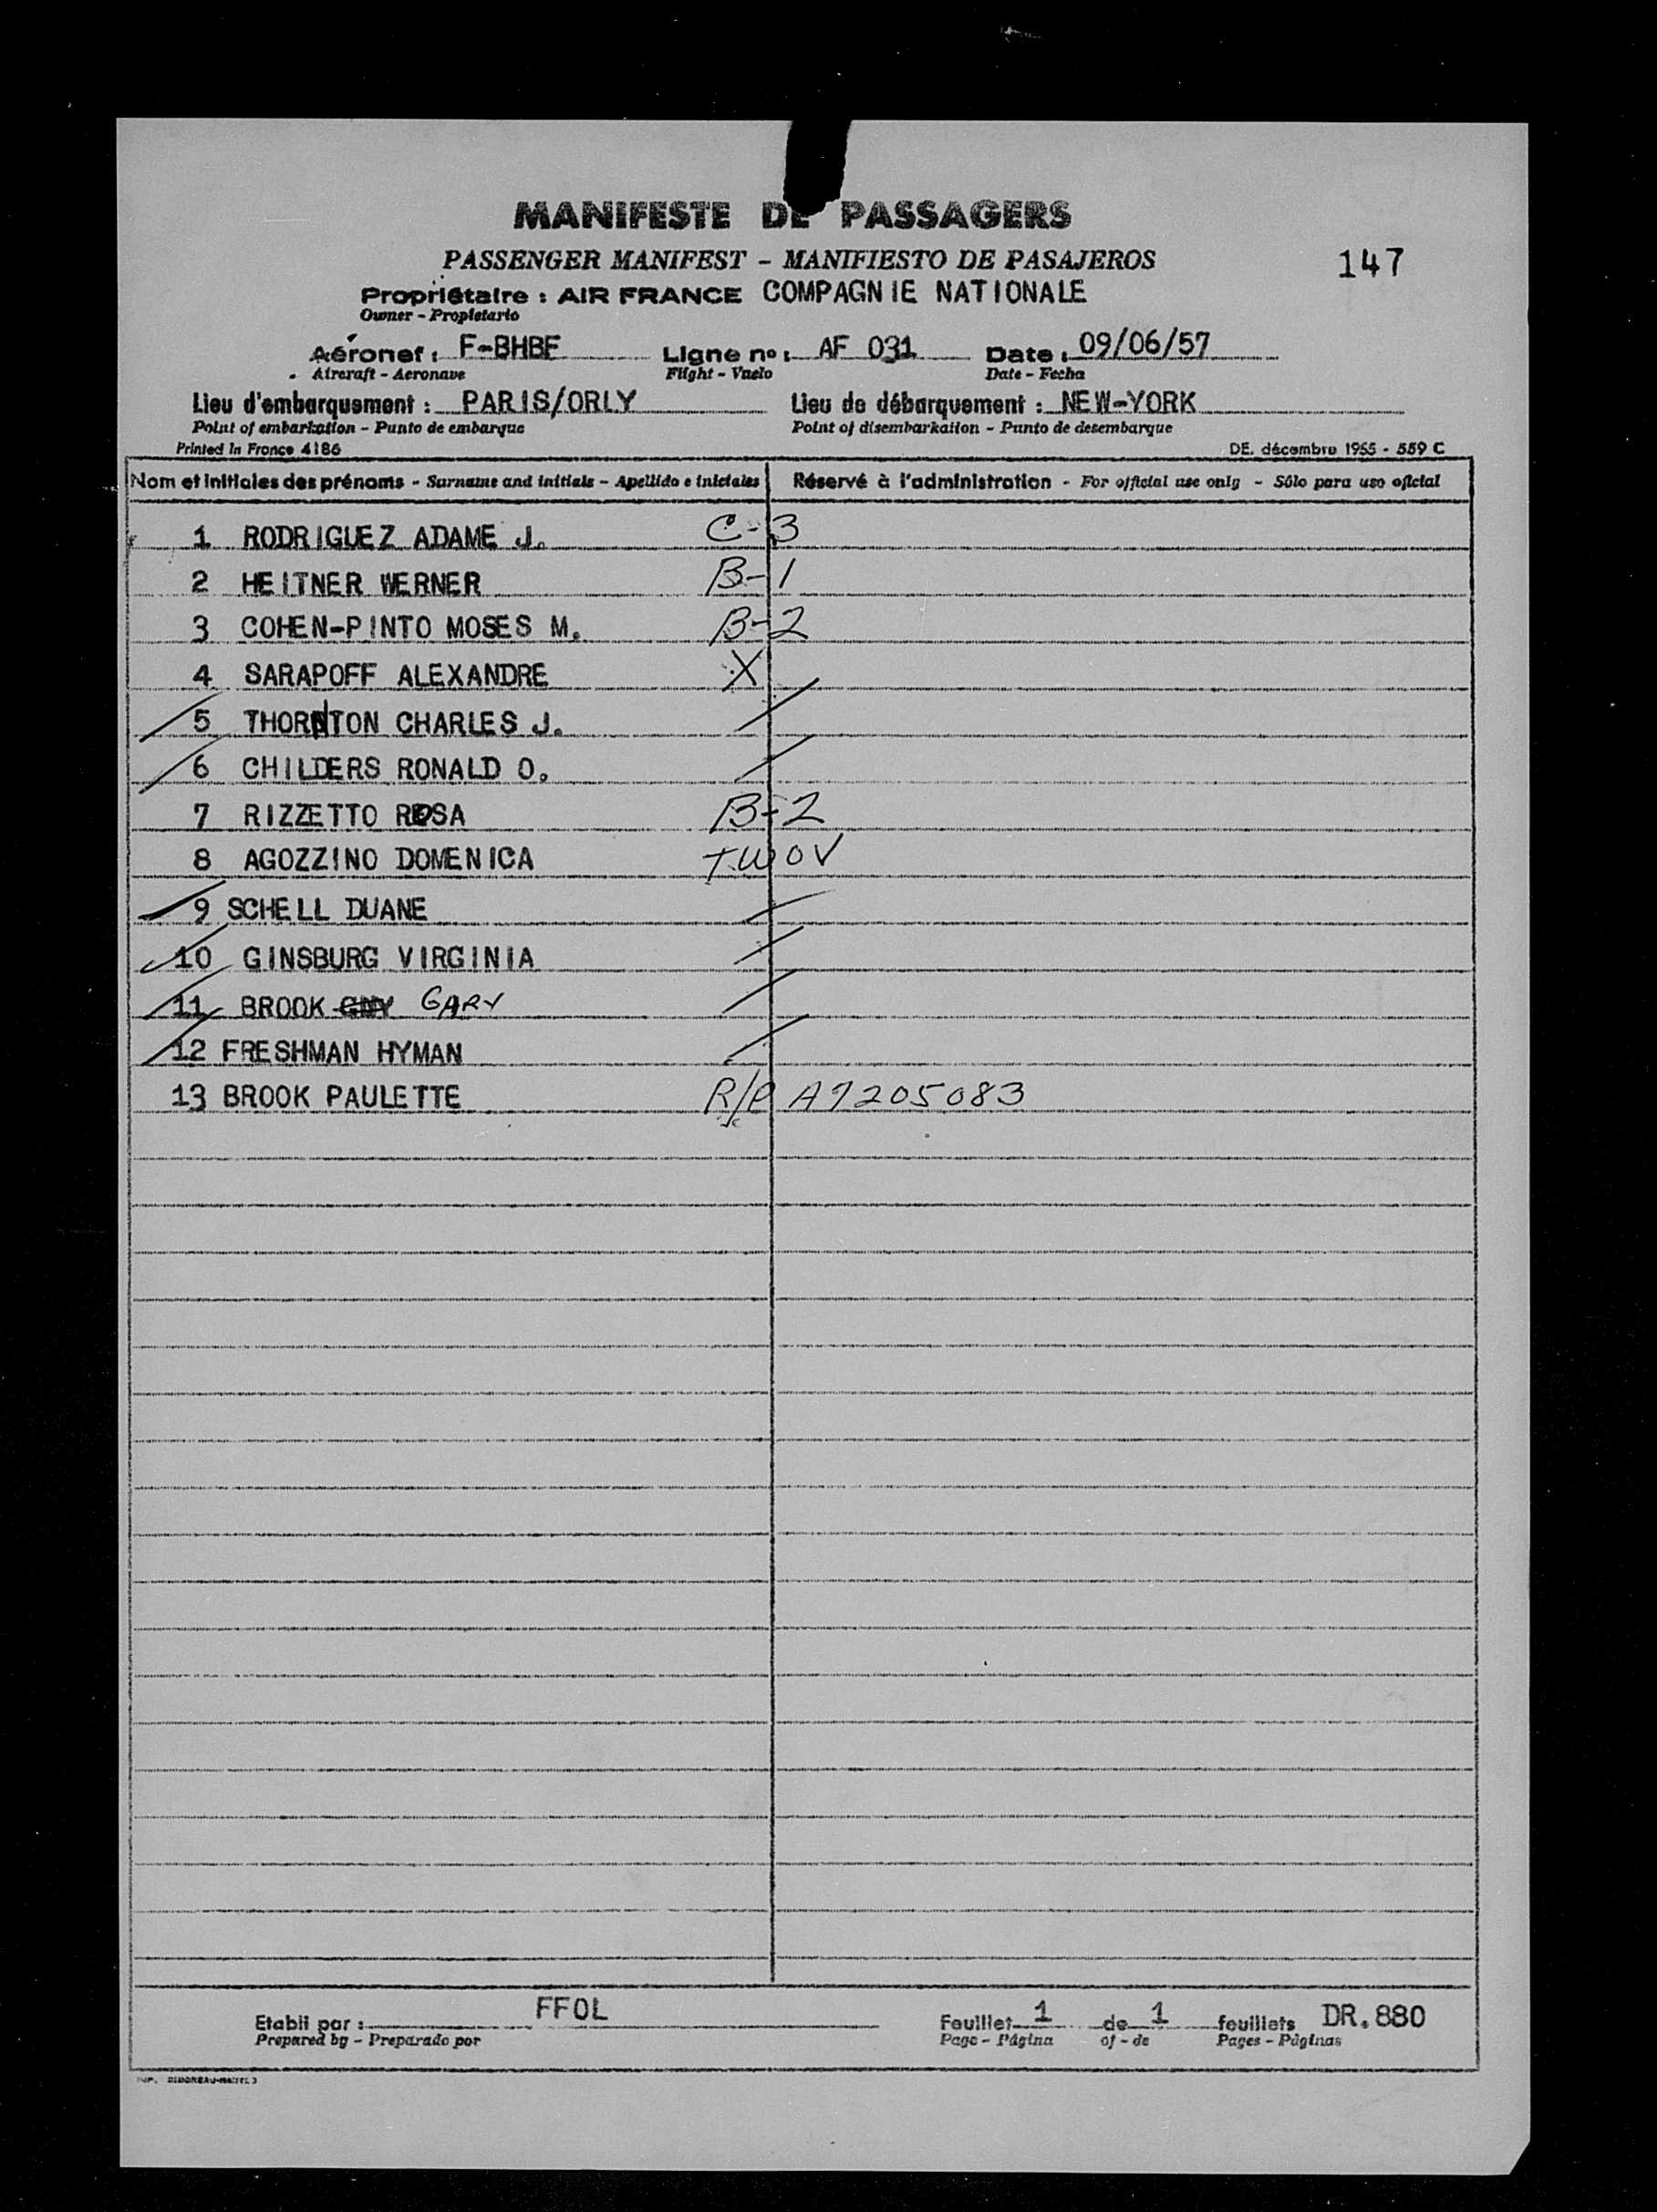 MANIFESTE DE PASSAGERS
PASSENGER MANIFEST - MANIFIESTO DE PASAJEROS
147
Propriétaire : AIR FRANCE COMPAGNIE NATIONALE
Owner - Propietario
Aéronef : F-BHBF Ligne no : AF 031 Date : 09/06/57
Aircraft - Aeronave Flight - Vuelo Date - Fecha
Lieu d'embarquement : PARIS/ORLY Lieu de débarquement : NEW-YORK
Point of embarkation - Punto de embarque Point of disembarkation - Punto de desembarque
Printed In France 4186 DE. décembre 1955 - 559 C
Nom et initiales des prénoms - Surname and initials - Apellido e iniciales Réservé à l'administration - For official use only - Sólo para uso oficial
1 RODRIGUEZ ADAME J. C-3
2 HEITNER WERNER B-1
3 COHEN-PINTO MOSES M. B-2
4 SARAPOFF ALEXANDRE X
5 THORNTON CHARLES J.
6 CHILDERS RONALD O.
7 RIZZETTO ROSA B-2
8 AGOZZINO DOMENICA TWOV
9 SCHELL DUANE
10 GINSBURG VIRGINIA
11 BROOK GARY
12 FRESHMAN HYMAN
13 BROOK PAULETTE R/P A7205083
Etabli par : FFOL Feuillet 1 de 1 feuillets DR. 880
Prepared by - Preparado por Page - Página of - de Pages - Páginas